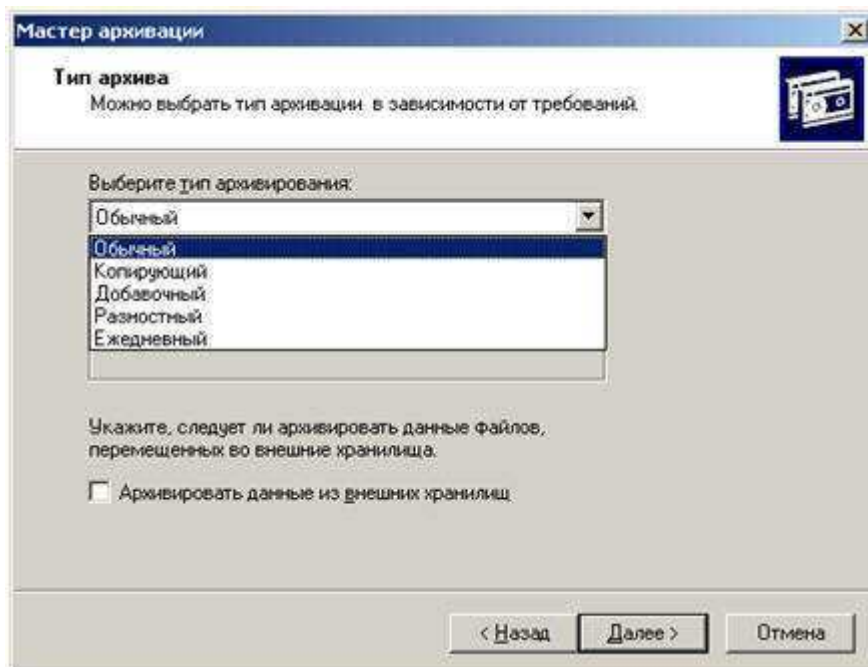 Мастер архивации
Тип архива
Можно выбрать тип архивации в зависимости от требований.
Выберите тип архивирования:
Обычный
Обычный
Копирующий
Добавочный
Разностный
Ежедневный
Укажите, следует ли архивировать данные файлов,
перемещенных во внешние хранилища.
Архивировать данные из внешних хранилищ
< Назад
Далее >
Отмена